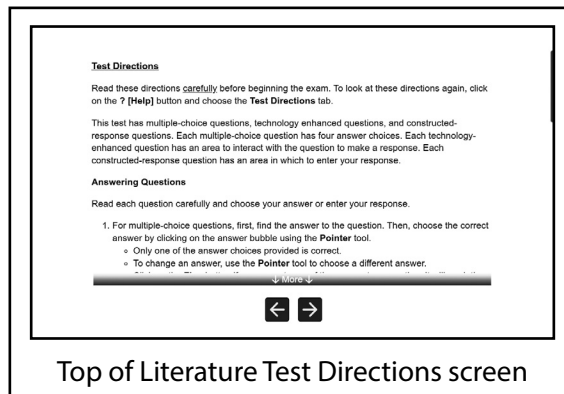 Test Directions
Read these directions carefully before beginning the exam. To look at these directions again, click
on the ? [Help] button and choose the Test Directions tab.
This test has multiple-choice questions, technology enhanced questions, and constructed-
response questions. Each multiple-choice question has four answer choices. Each technology-
enhanced question has an area to interact with the question to make a response. Each
constructed-response question has an area in which to enter your response.
Answering Questions
Read each question carefully and choose your answer or enter your response.
1. For multiple-choice questions, first, find the answer to the question. Then, choose the correct
answer by clicking on the answer bubble using the Pointer tool.
○ Only one of the answer choices provided is correct.
○ To change an answer, use the Pointer tool to choose a different answer.
↓ More ↓
← →
Top of Literature Test Directions screen